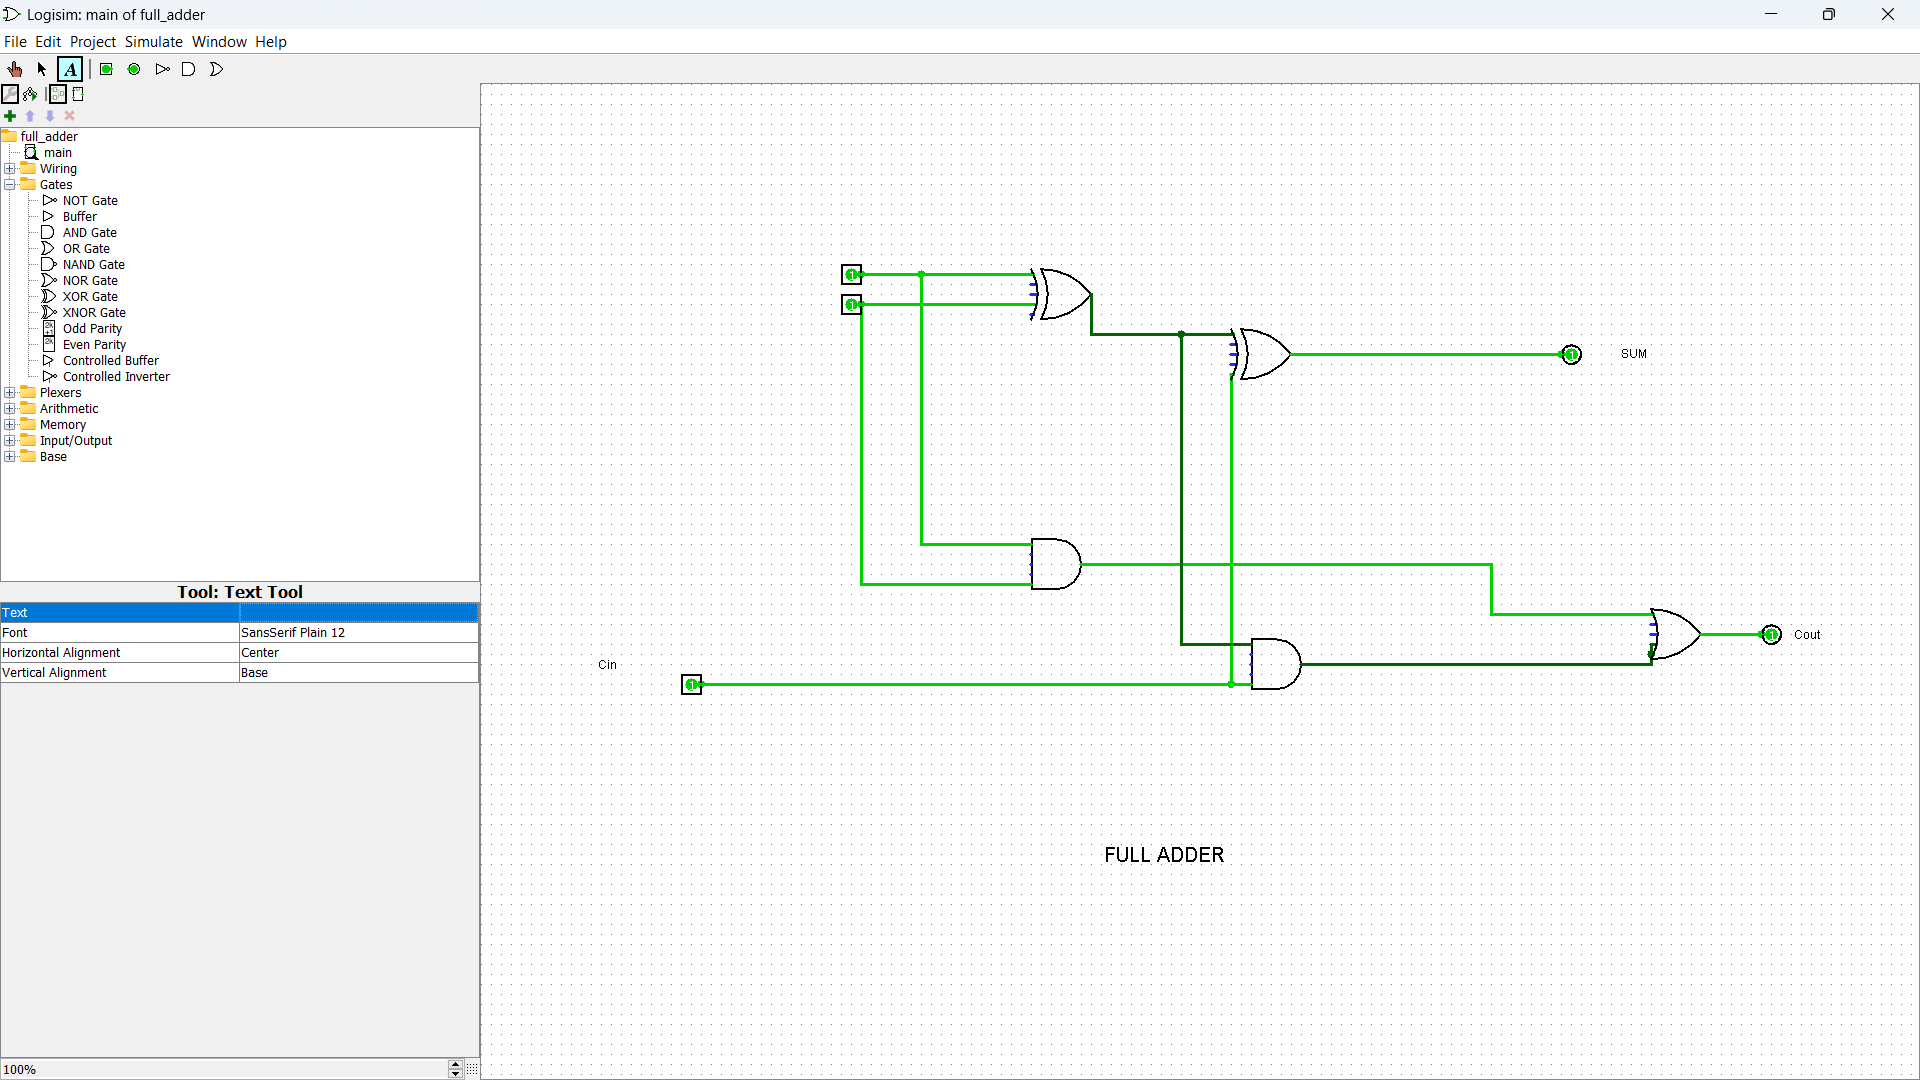 Logisim: main of full_adder
File Edit Project Simulate Window Help
A
full_adder
main
Wiring
Gates
NOT Gate
Buffer
AND Gate
OR Gate
NAND Gate
NOR Gate
XOR Gate
XNOR Gate
Odd Parity
Even Parity
Controlled Buffer
Controlled Inverter
Plexers
Arithmetic
Memory
Input/Output
Base
Tool: Text Tool
Text
Font SansSerif Plain 12
Horizontal Alignment Center
Vertical Alignment Base
100%
1
1
1 SUM
1 Cout
Cin
1
FULL ADDER